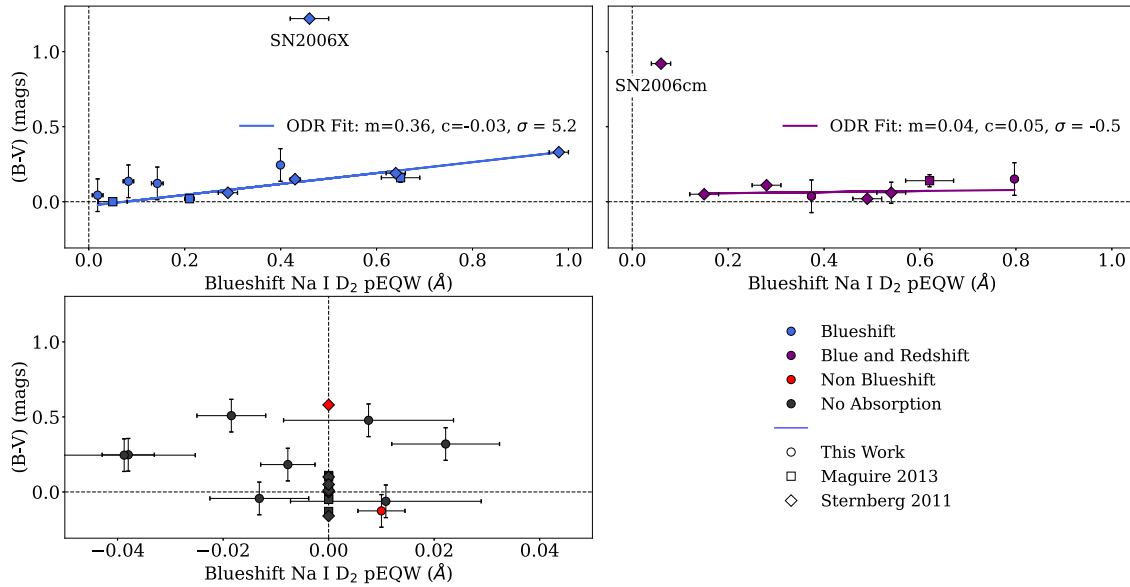 SN2006X
ODR Fit: m=0.36, c=-0.03, σ = 5.2
1.0
0.5
0.0
(B-V) (mags)
0.0 0.2 0.4 0.6 0.8 1.0
Blueshift Na I D₂ pEQW (Å)
SN2006cm
ODR Fit: m=0.04, c=0.05, σ = -0.5
0.0 0.2 0.4 0.6 0.8 1.0
Blueshift Na I D₂ pEQW (Å)
1.0
0.5
0.0
(B-V) (mags)
−0.04 −0.02 0.00 0.02 0.04
Blueshift Na I D₂ pEQW (Å)
Blueshift
Blue and Redshift
Non Blueshift
No Absorption
This Work
Maguire 2013
Sternberg 2011